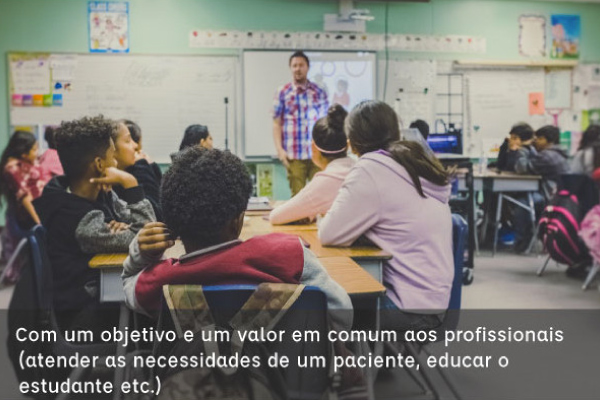 Com um objetivo e um valor em comum aos profissionais
(atender as necessidades de um paciente, educar o
estudante etc.)